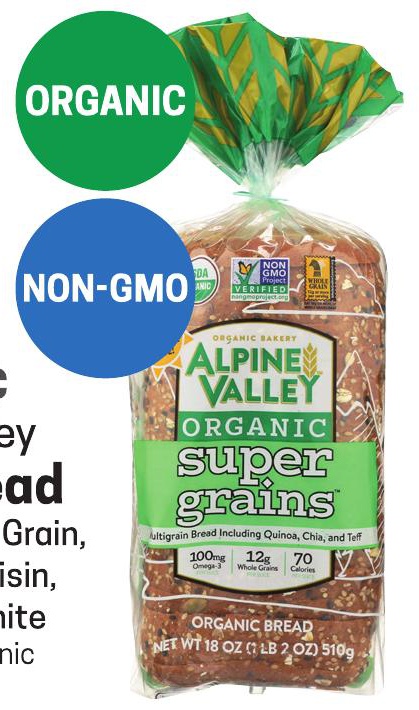 ORGANIC
NON-GMO
ey
ead
Grain,
isin,
nite
nic
NON
GMO
Project
VERIFIED
nongmoproject.org
WHOLE
GRAIN
ORGANIC BAKERY
ALPINE
VALLEY
ORGANIC
super
grains™
ultigrain Bread Including Quinoa, Chia, and Teff
100mg 12g 70
Omega-3 Whole Grains Calories
ORGANIC BREAD
NET WT 18 OZ (1 LB 2 OZ) 510g